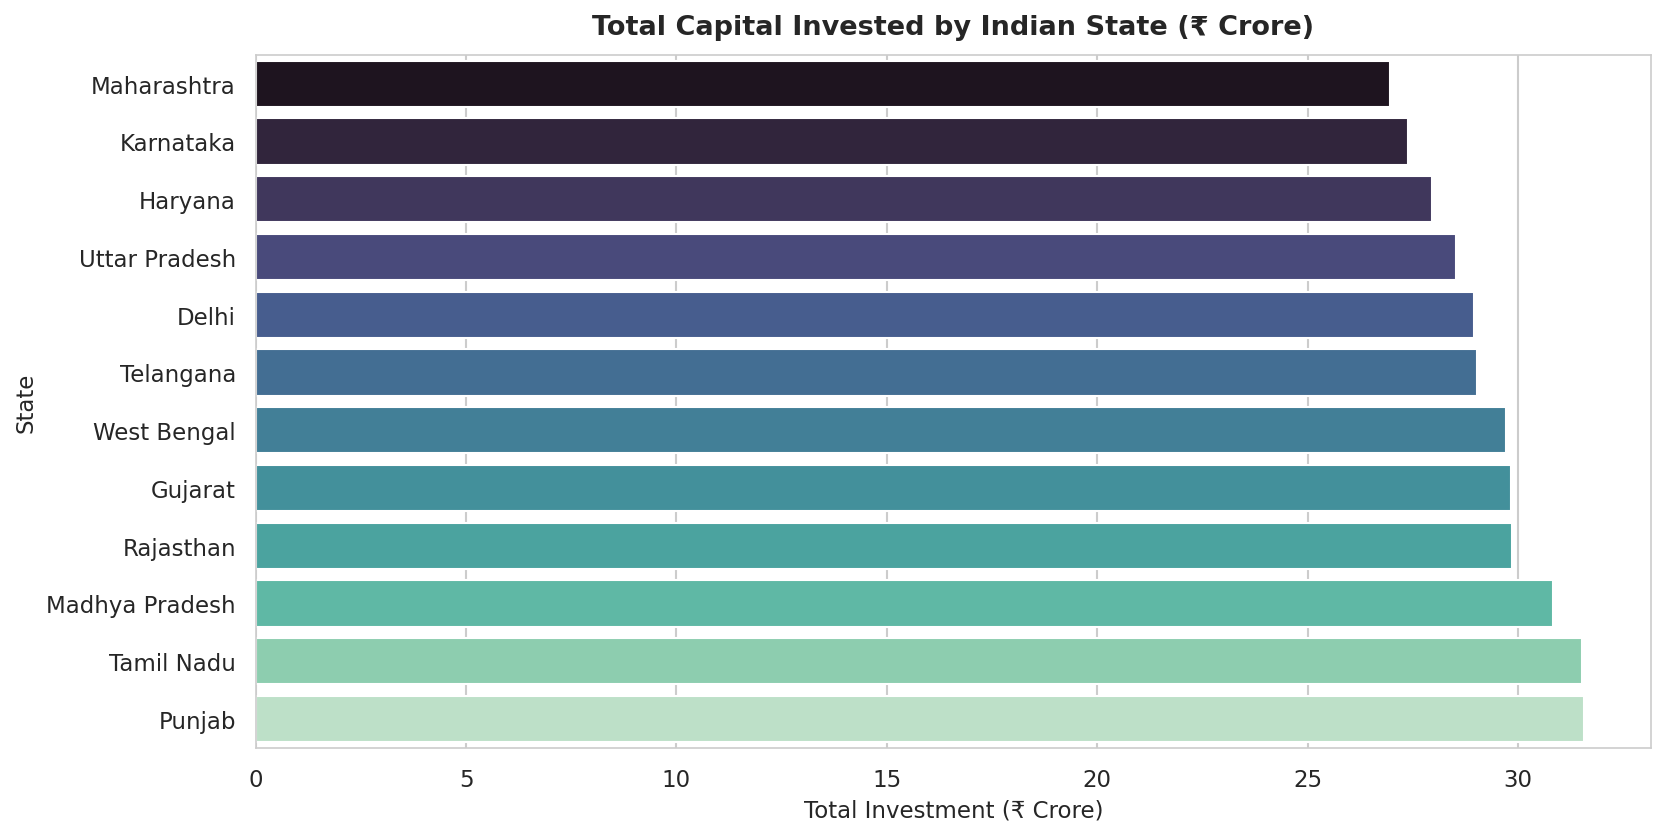 Total Capital Invested by Indian State (₹ Crore)
State
Maharashtra
Karnataka
Haryana
Uttar Pradesh
Delhi
Telangana
West Bengal
Gujarat
Rajasthan
Madhya Pradesh
Tamil Nadu
Punjab
0 5 10 15 20 25 30
Total Investment (₹ Crore)